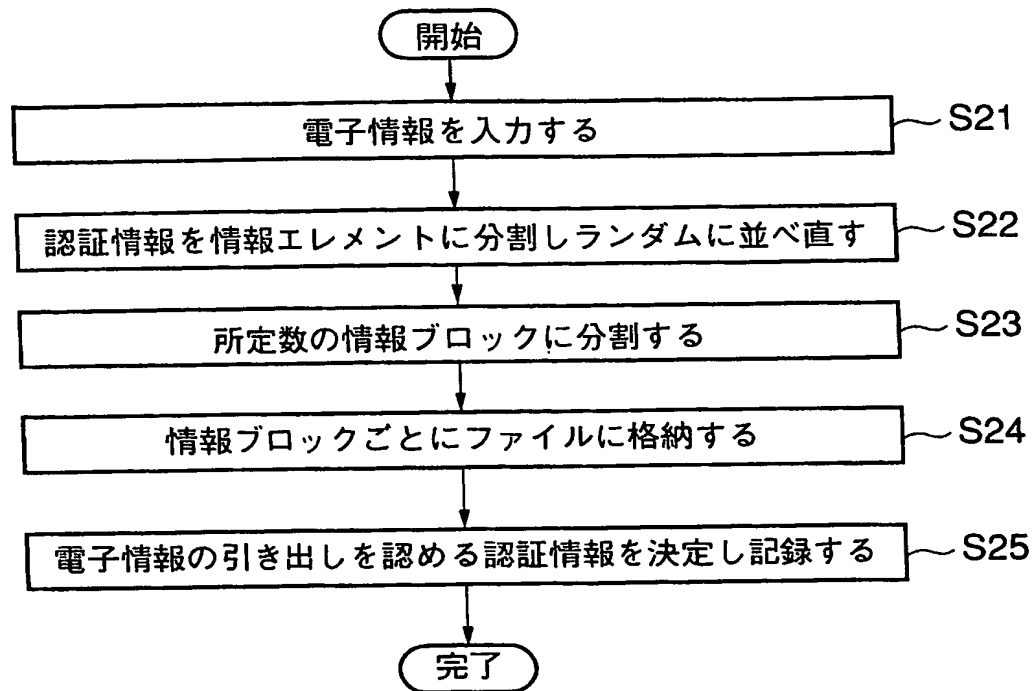 開始
電子情報を入力する
S21
認証情報を情報エレメントに分割しランダムに並べ直す
S22
所定数の情報ブロックに分割する
S23
情報ブロックごとにファイルに格納する
S24
電子情報の引き出しを認める認証情報を決定し記録する
S25
完了